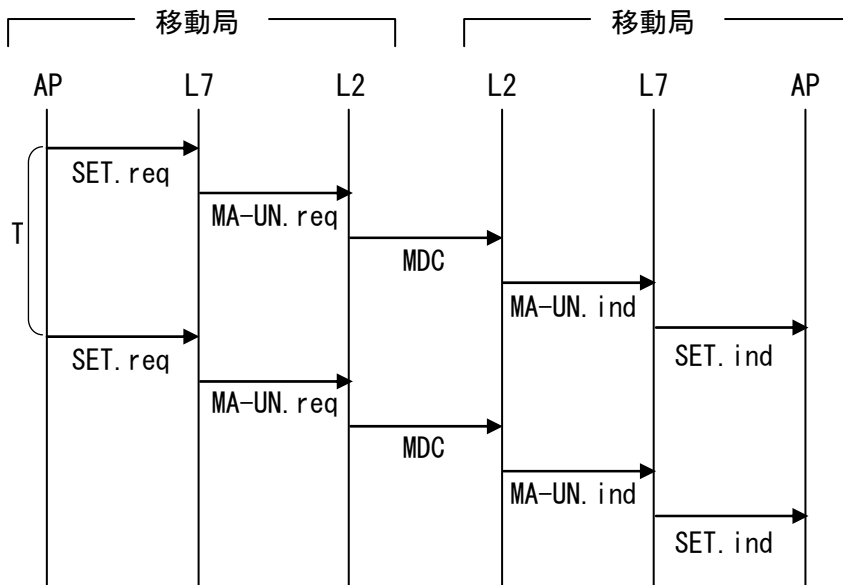 移動局 移動局
AP L7 L2 L2 L7 AP
SET.req
MA-UN.req
T
MDC
MA-UN.ind
SET.ind
SET.req
MA-UN.req
MDC
MA-UN.ind
SET.ind